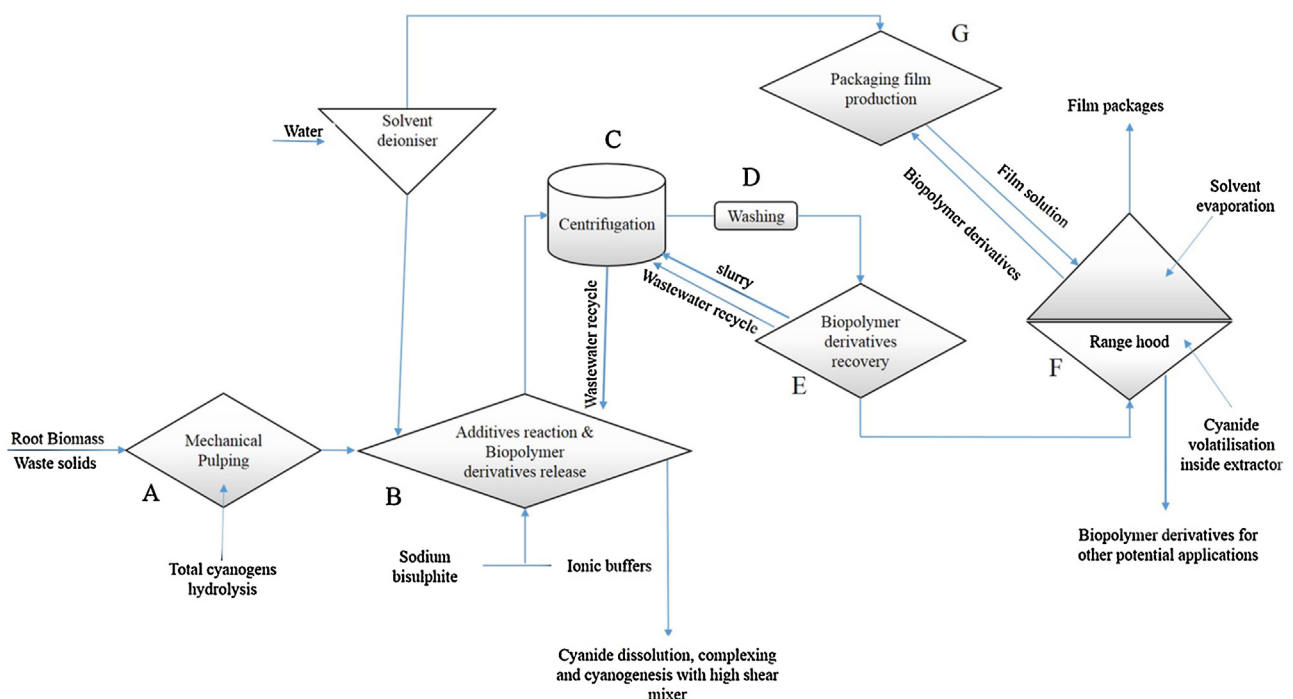 G
Packaging film
production
Film packages
Solvent
deioniser
Water
C
Centrifugation
D
Washing
Film solution
Biopolymer derivatives
Solvent
evaporation
slurry
Wastewater recycle
Wastewater recycle
Biopolymer
derivatives
recovery
E
Range hood
F
Cyanide
volatilisation
inside extractor
Root Biomass
Waste solids
Mechanical
Pulping
A
Additives reaction &
Biopolymer
derivatives release
B
Total cyanogens
hydrolysis
Sodium
bisulphite
Ionic buffers
Biopolymer derivatives for
other potential applications
Cyanide dissolution, complexing
and cyanogenesis with high shear
mixer